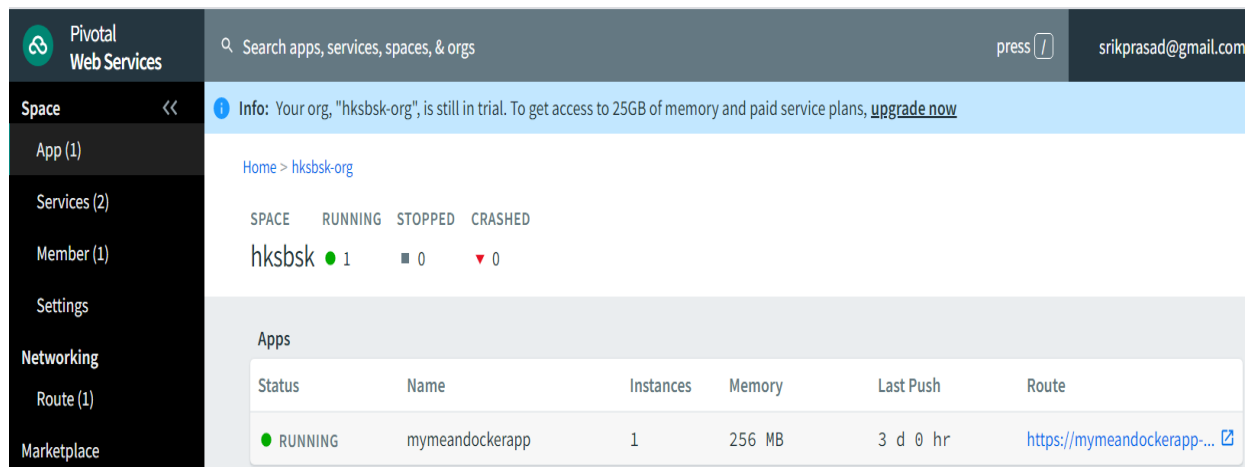 Pivotal
Web Services
Search apps, services, spaces, & orgs
press /
srikprasad@gmail.com
Space
App (1)
Services (2)
Member (1)
Settings
Networking
Route (1)
Marketplace
Info: Your org, "hksbsk-org", is still in trial. To get access to 25GB of memory and paid service plans, upgrade now
Home > hksbsk-org
SPACE RUNNING STOPPED CRASHED
hksbsk 1 0 0
Apps
Status Name Instances Memory Last Push Route
RUNNING mymeandockerapp 1 256 MB 3 d 0 hr https://mymeandockerapp-...